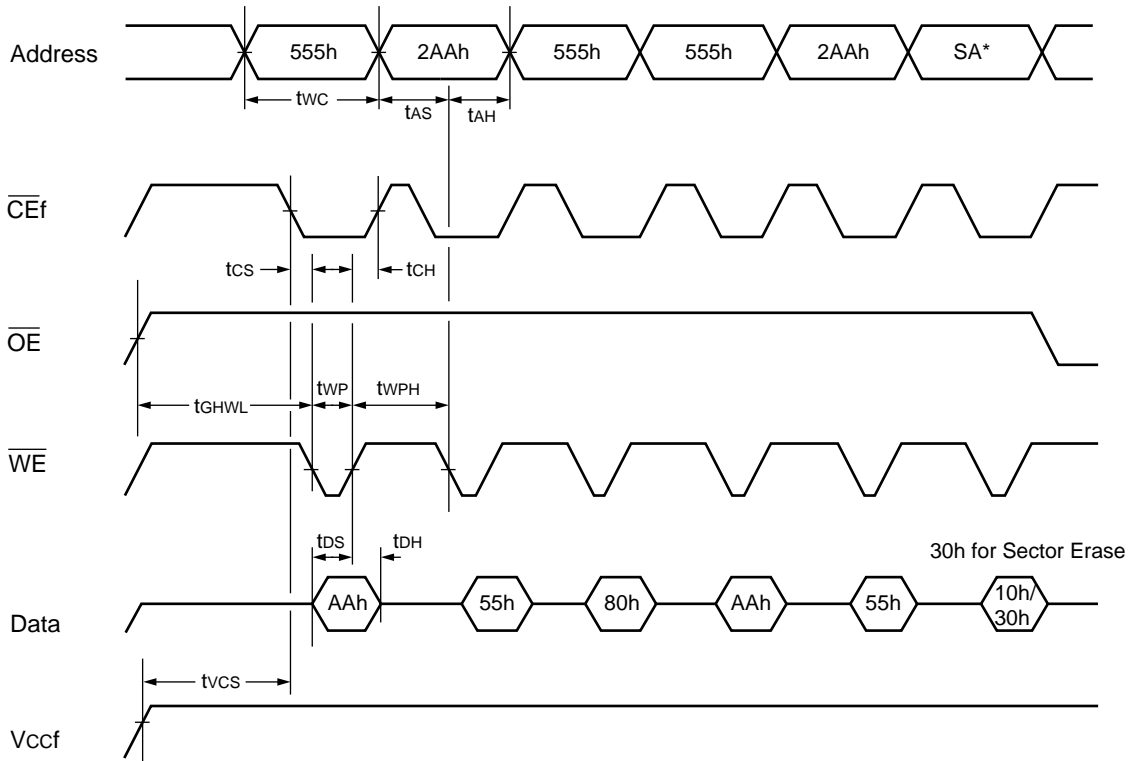 Address
555h
2AAh
555h
555h
2AAh
SA*
tWC
tAS
tAH
CEf
tCS
tCH
OE
tGHWL
tWP
tWPH
WE
tDS
tDH
30h for Sector Erase
Data
AAh
55h
80h
AAh
55h
10h/
30h
tVCS
VCCf